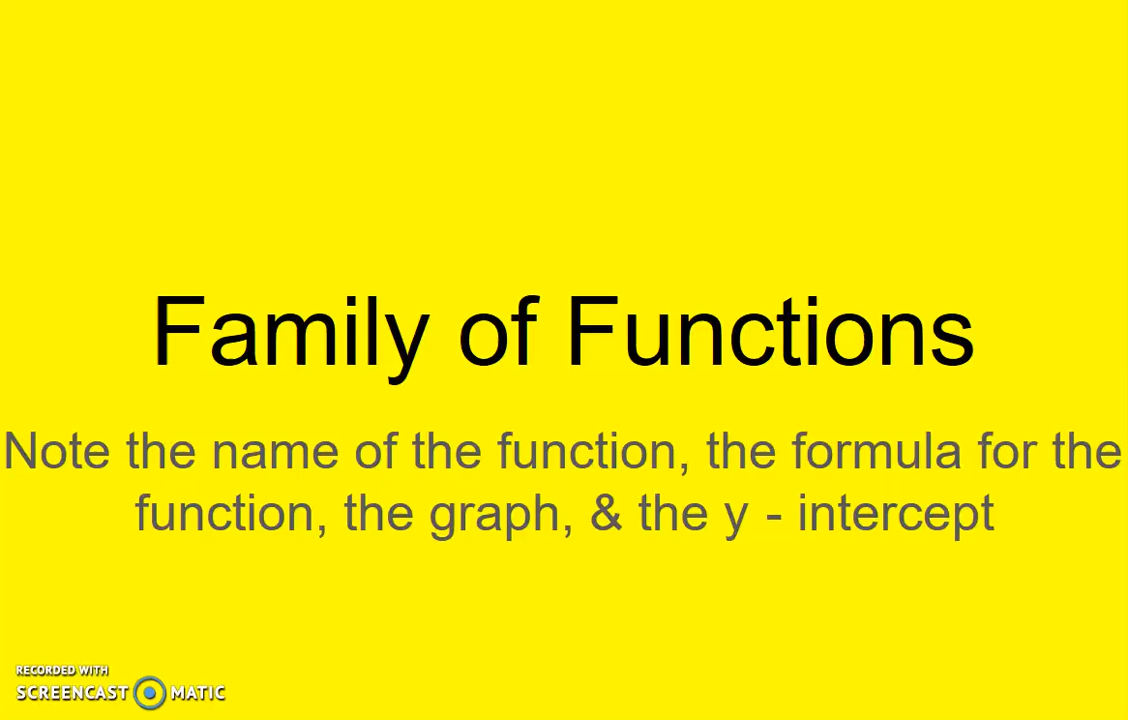 Family of Functions
Note the name of the function, the formula for the
function, the graph, & the y - intercept
RECORDED WITH
SCREENCAST MATIC